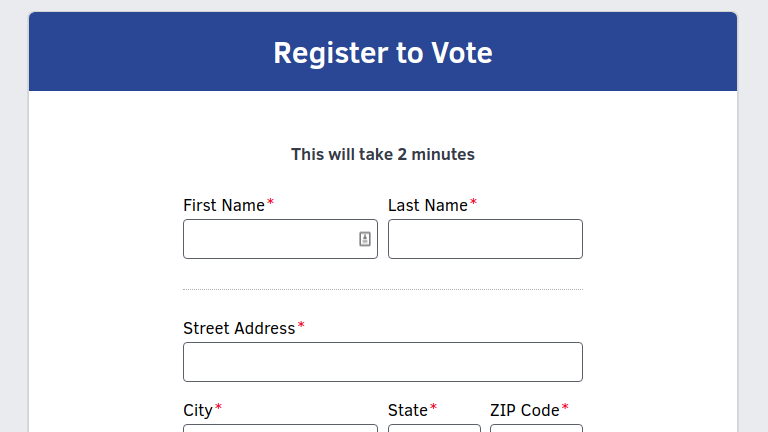 Register to Vote
This will take 2 minutes
First Name* Last Name*
Street Address*
City* State* ZIP Code*